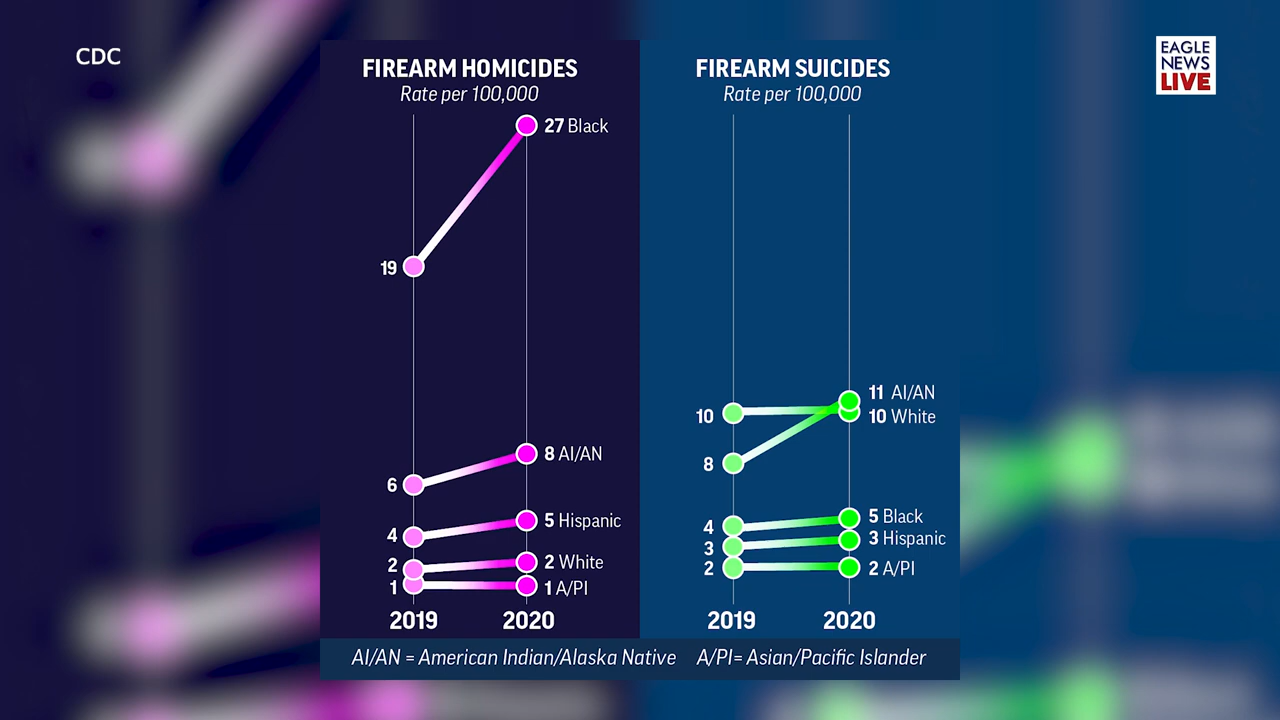 CDC
EAGLE
NEWS
LIVE
FIREARM HOMICIDES
Rate per 100,000
27 Black
19
8 AI/AN
6
5 Hispanic
4
2 White
2
1 A/PI
1
2019 2020
FIREARM SUICIDES
Rate per 100,000
11 AI/AN
10
10 White
8
5 Black
4
3 Hispanic
3
2 A/PI
2
2019 2020
AI/AN = American Indian/Alaska Native A/PI= Asian/Pacific Islander